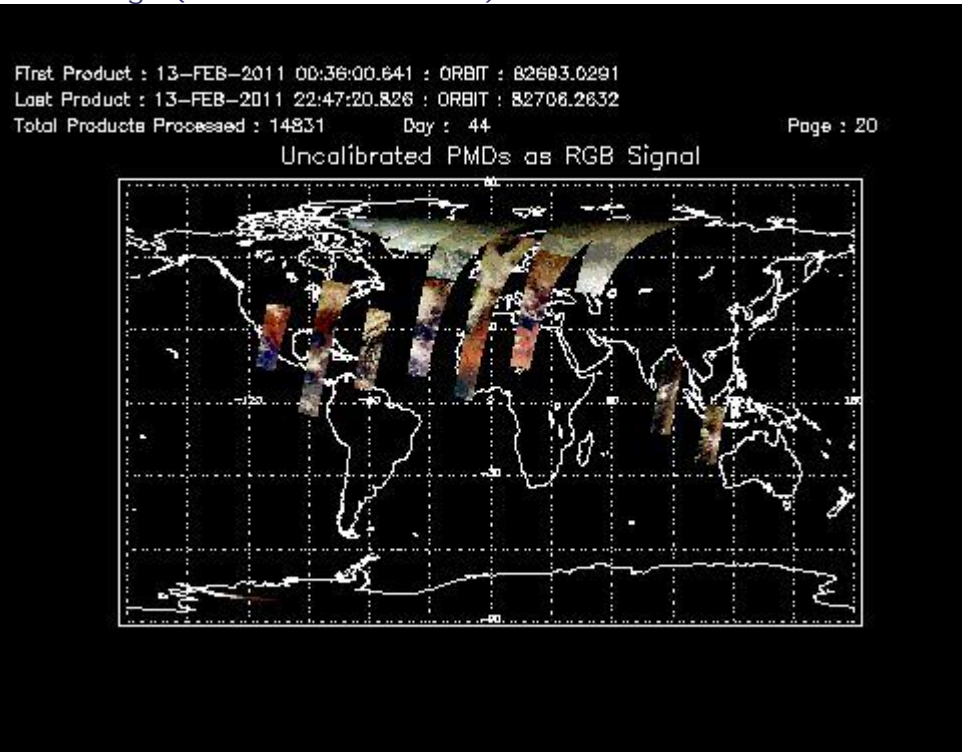 First Product : 13-FEB-2011 00:36:00.641 : ORBIT : 82693.0291
Last Product : 13-FEB-2011 22:47:20.826 : ORBIT : 82706.2632
Total Products Processed : 14831 Day : 44 Page : 20
Uncalibrated PMDs as RGB Signal
-120